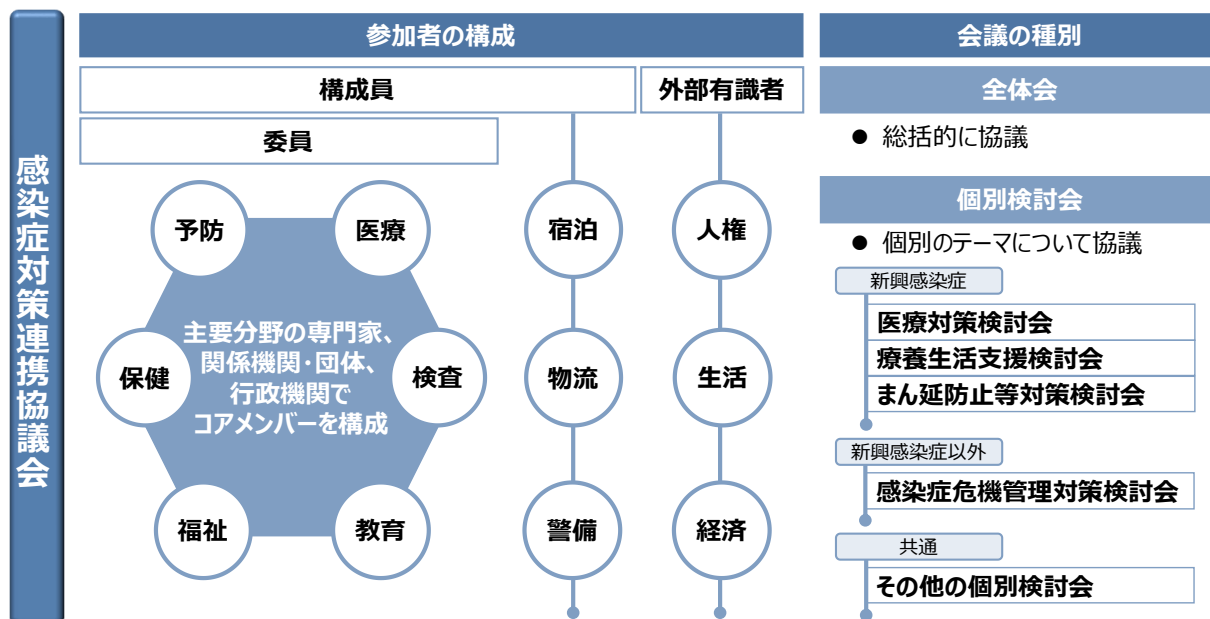 感染症対策連携協議会
参加者の構成
構成員
外部有識者
委員
予防
医療
保健
検査
福祉
教育
主要分野の専門家、
関係機関・団体、
行政機関で
コアメンバーを構成
宿泊
物流
警備
人権
生活
経済
会議の種別
全体会
● 総括的に協議
個別検討会
● 個別のテーマについて協議
新興感染症
医療対策検討会
療養生活支援検討会
まん延防止等対策検討会
新興感染症以外
感染症危機管理対策検討会
共通
その他の個別検討会